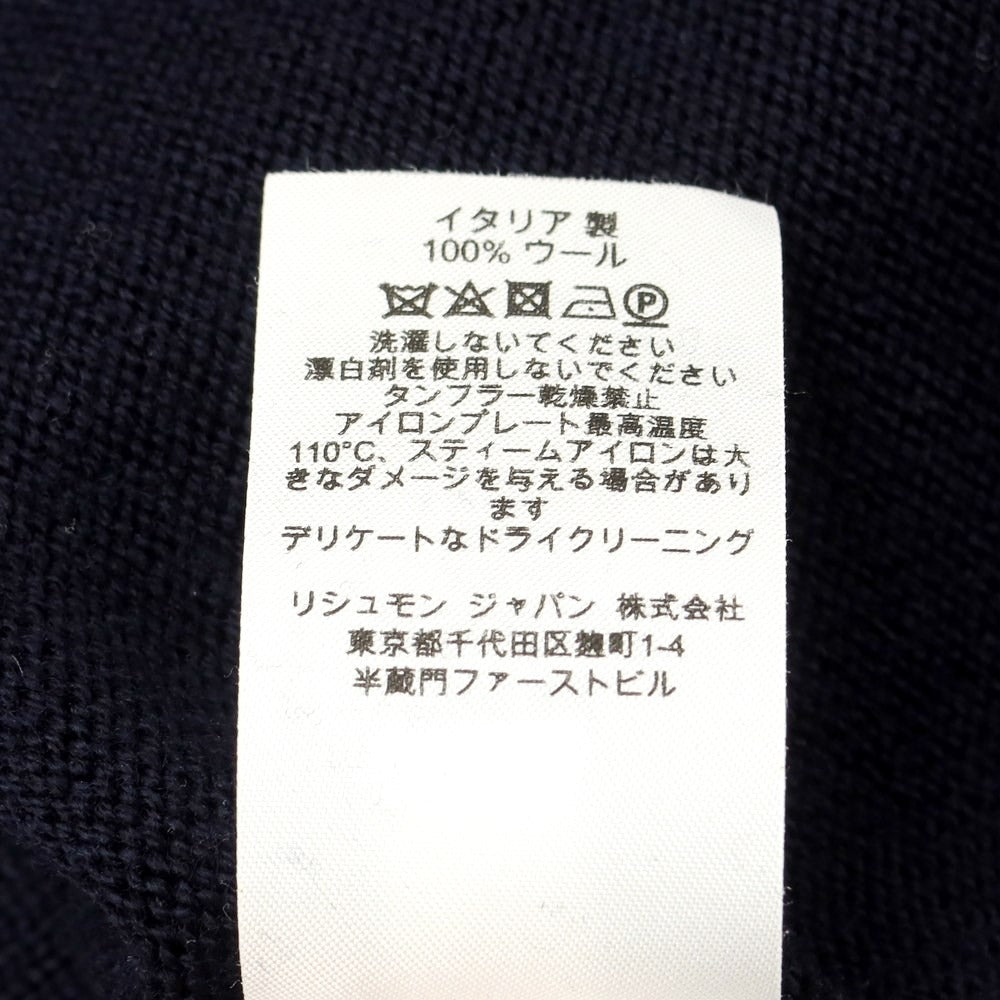 イタリア 製
100% ウール
P
洗濯しないてください
漂白剤を使用しないでください
タンフラー乾燥禁止
アイロンプレート最高温度
110°C、スティームアイロンは大
きなダメージを与える場合があり
ます
デリケートなドライクリーニング
リシュモン ジャパン 株式会社
東京都千代田区麹町1-4
半蔵門ファーストビル